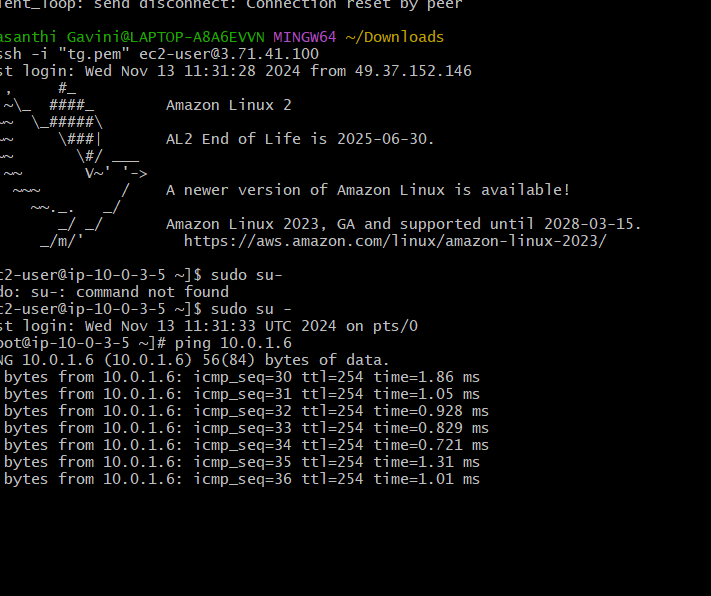 ient_loop: send disconnect: Connection reset by peer
asanthi Gavini@LAPTOP-A8A6EVVN MINGW64 ~/Downloads
ssh -i "tg.pem" ec2-user@3.71.41.100
st login: Wed Nov 13 11:31:28 2024 from 49.37.152.146
 ,     #_
~\_  ####_        Amazon Linux 2
~~  \_#####\
~~     \###|       AL2 End of Life is 2025-06-30.
~~       \#/ ___
~~       V~' '->
~~~         /    A newer version of Amazon Linux is available!
~~._.   _/
_/ _/       Amazon Linux 2023, GA and supported until 2028-03-15.
_/m/'           https://aws.amazon.com/linux/amazon-linux-2023/
c2-user@ip-10-0-3-5 ~]$ sudo su-
do: su-: command not found
c2-user@ip-10-0-3-5 ~]$ sudo su -
st login: Wed Nov 13 11:31:33 UTC 2024 on pts/0
oot@ip-10-0-3-5 ~]# ping 10.0.1.6
NG 10.0.1.6 (10.0.1.6) 56(84) bytes of data.
bytes from 10.0.1.6: icmp_seq=30 ttl=254 time=1.86 ms
bytes from 10.0.1.6: icmp_seq=31 ttl=254 time=1.05 ms
bytes from 10.0.1.6: icmp_seq=32 ttl=254 time=0.928 ms
bytes from 10.0.1.6: icmp_seq=33 ttl=254 time=0.829 ms
bytes from 10.0.1.6: icmp_seq=34 ttl=254 time=0.721 ms
bytes from 10.0.1.6: icmp_seq=35 ttl=254 time=1.31 ms
bytes from 10.0.1.6: icmp_seq=36 ttl=254 time=1.01 ms